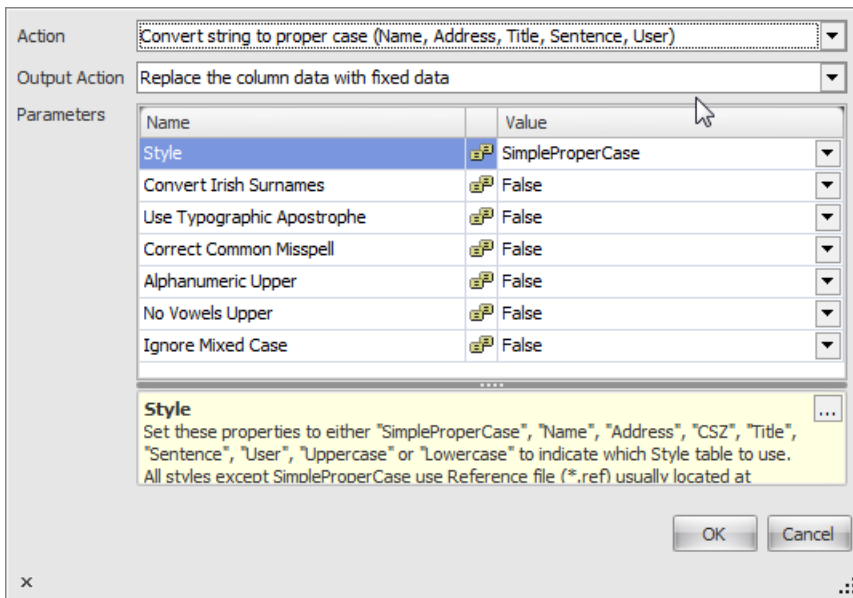 Action Convert string to proper case (Name, Address, Title, Sentence, User)
Output Action Replace the column data with fixed data
Parameters
Name Value
Style SimpleProperCase
Convert Irish Surnames False
Use Typographic Apostrophe False
Correct Common Misspell False
Alphanumeric Upper False
No Vowels Upper False
Ignore Mixed Case False
Style
...
Set these properties to either "SimpleProperCase", "Name", "Address", "CSZ", "Title",
"Sentence", "User", "Uppercase" or "Lowercase" to indicate which Style table to use.
All styles except SimpleProperCase use Reference file (*.ref) usually located at
OK Cancel